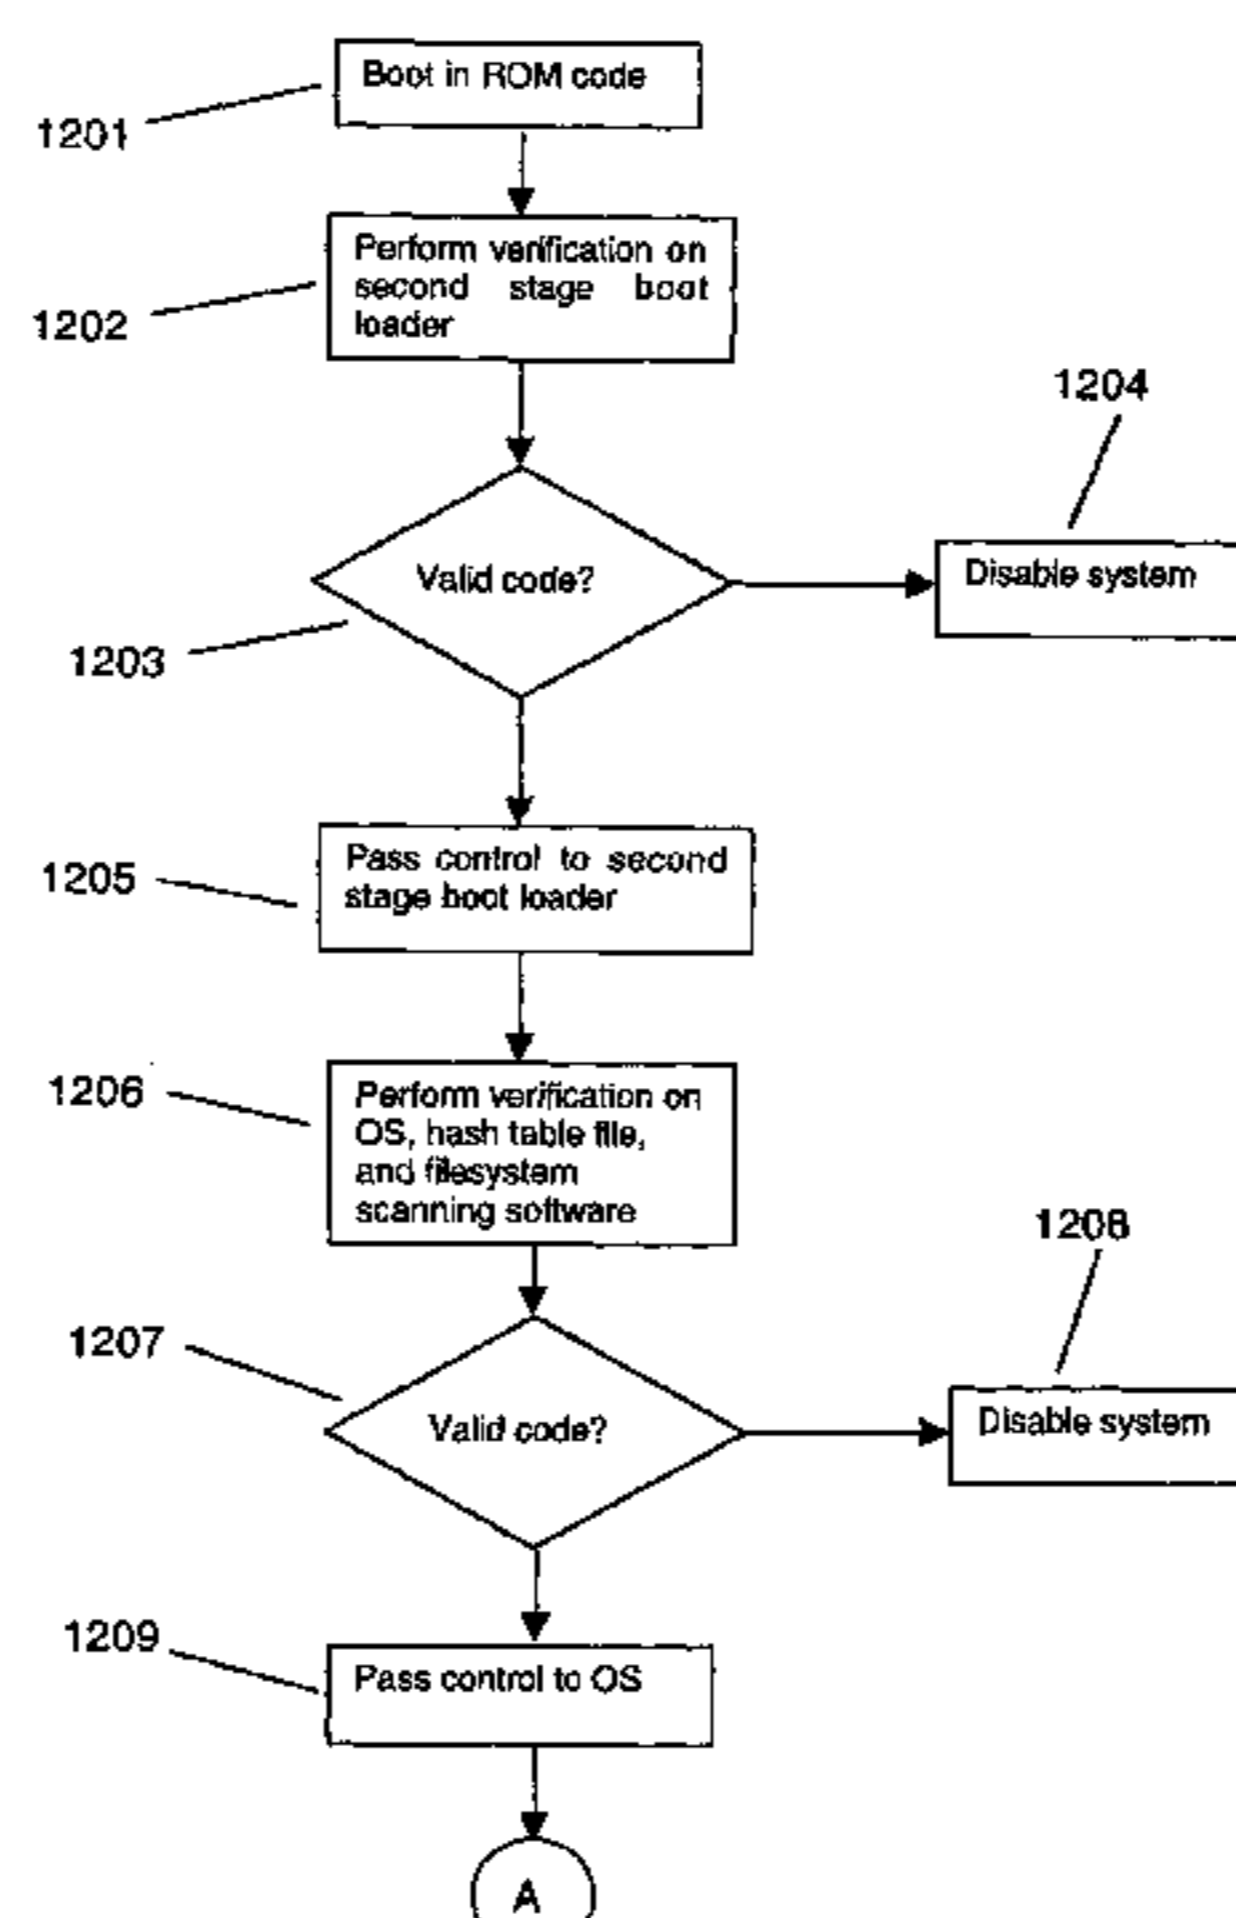 Boot in ROM code
1201
Perform verification on
second stage boot
loader
1202
1204
Disable system
Valid code?
1203
Pass control to second
stage boot loader
1205
1206
Perform verification on
OS, hash table file,
and filesystem
scanning software
1208
1207
Valid code?
Disable system
1209
Pass control to OS
A